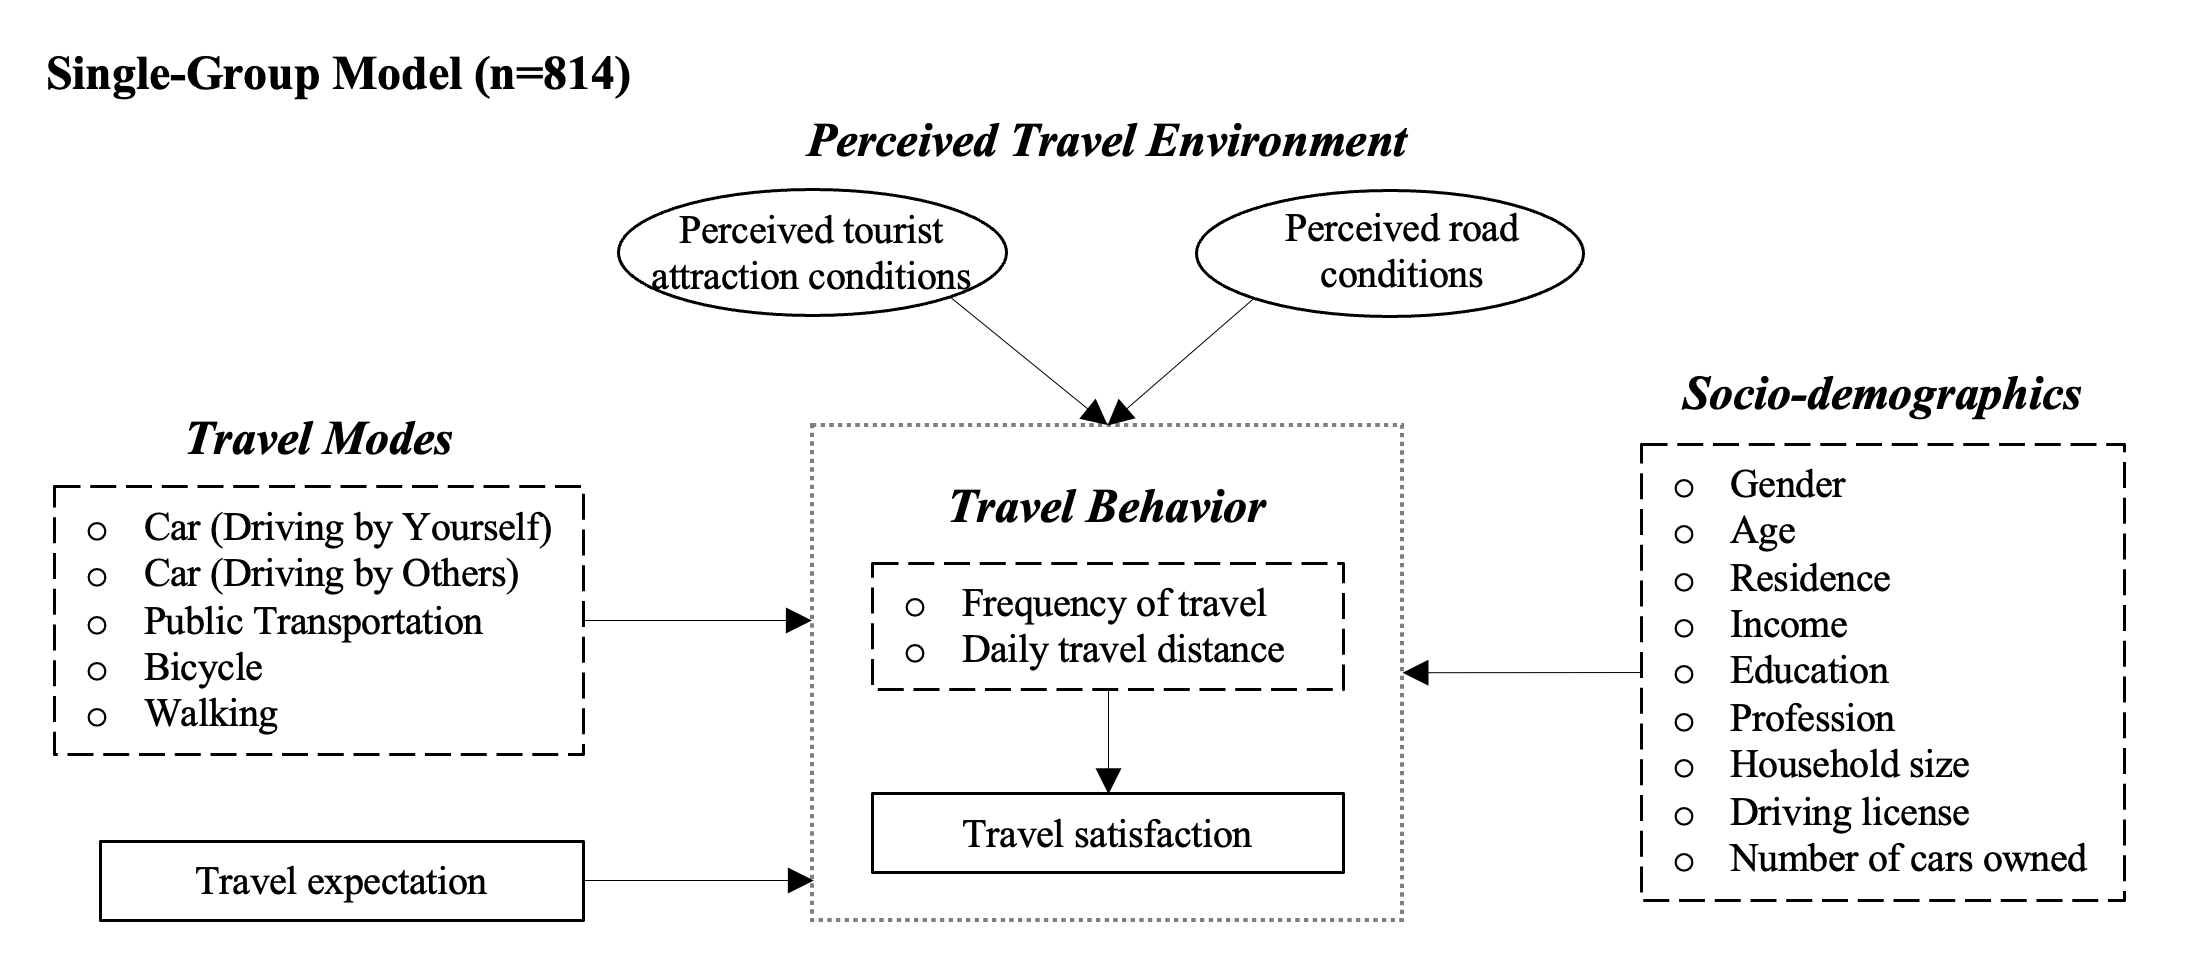 Single-Group Model (n=814)
Perceived Travel Environment
Perceived tourist
attraction conditions
Perceived road
conditions
Travel Modes
Car (Driving by Yourself)
Car (Driving by Others)
Public Transportation
Bicycle
Walking
Travel expectation
Travel Behavior
Frequency of travel
Daily travel distance
Travel satisfaction
Socio-demographics
Gender
Age
Residence
Income
Education
Profession
Household size
Driving license
Number of cars owned